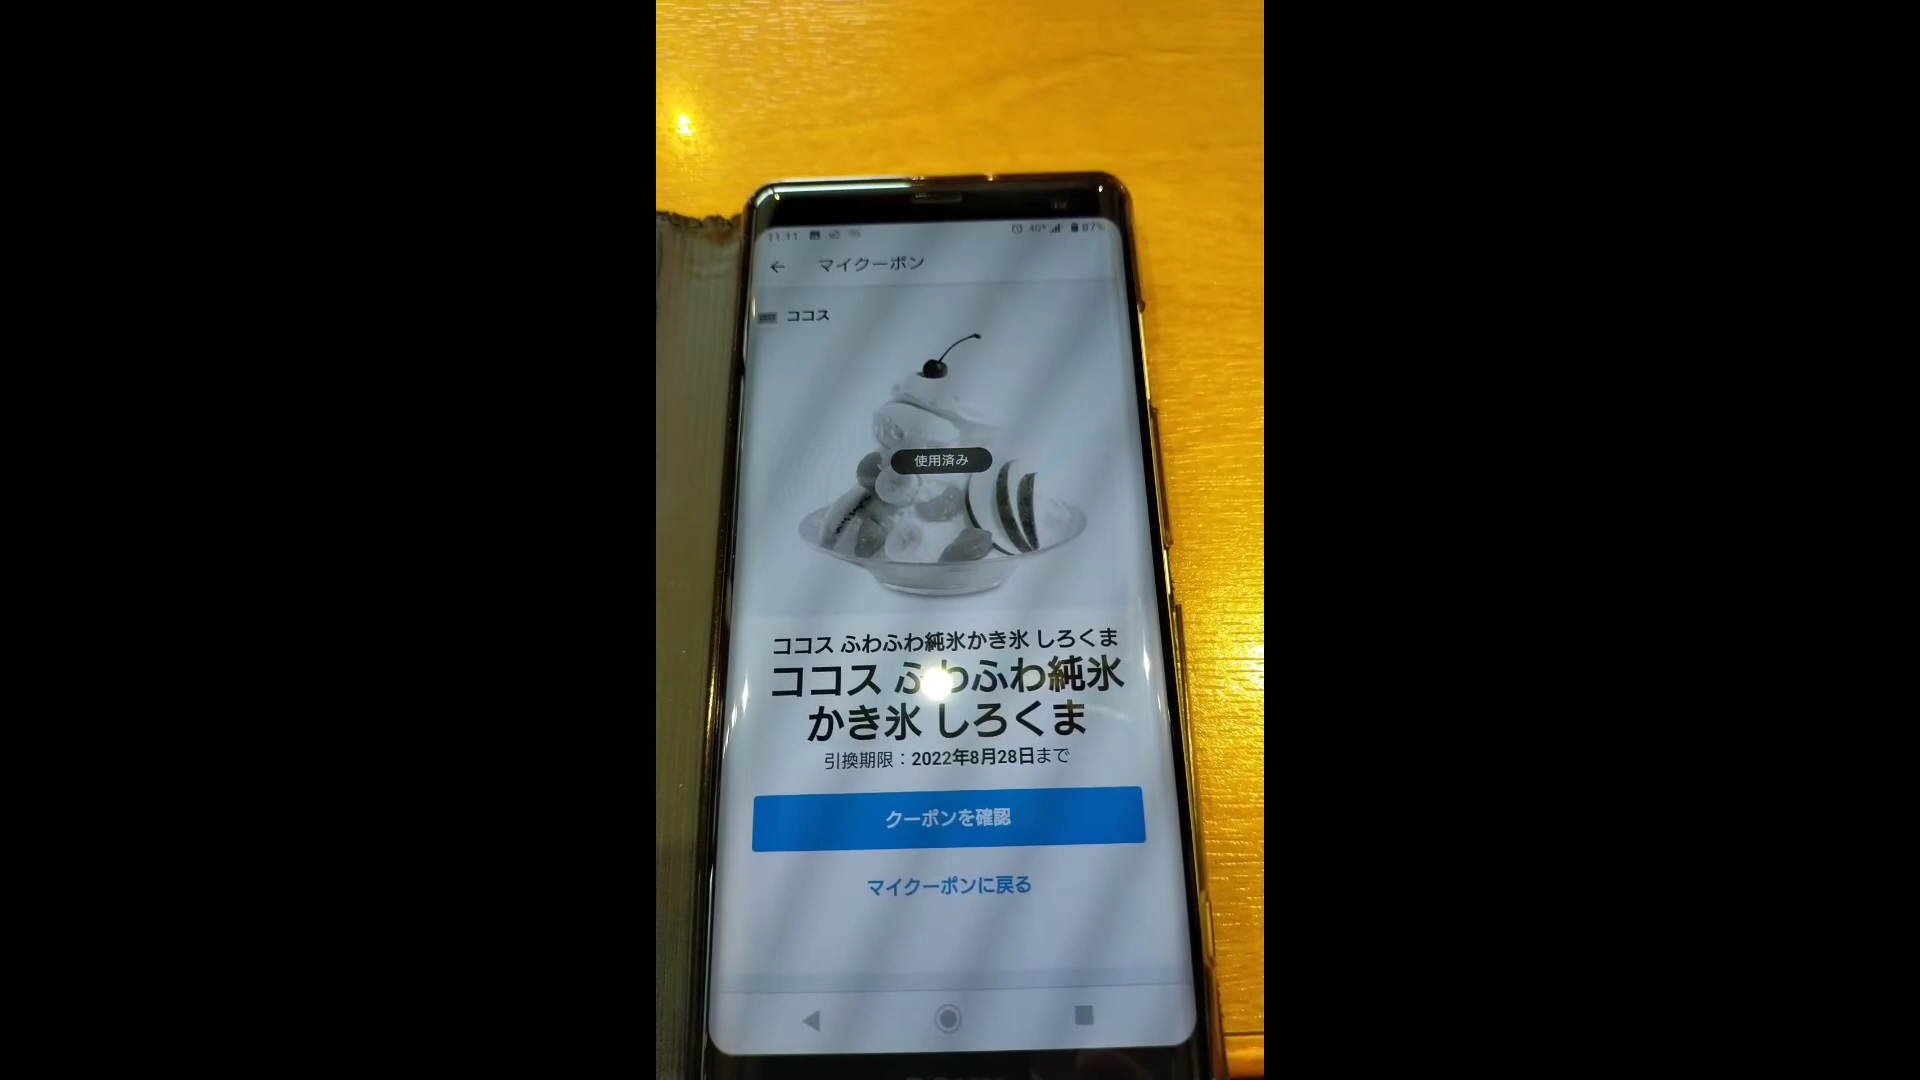 11:11 4G+ 87%
マイクーポン
ココス
使用済み
ココス ふわふわ純氷かき氷 しろくま
ココス ふわふわ純氷
かき氷 しろくま
引換期限：2022年8月28日まで
クーポンを確認
マイクーポンに戻る